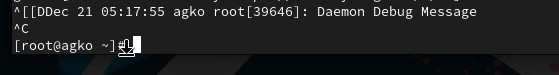 ^[[DDec 21 05:17:55 agko root[39646]: Daemon Debug Message
^C
[root@agko ~]#